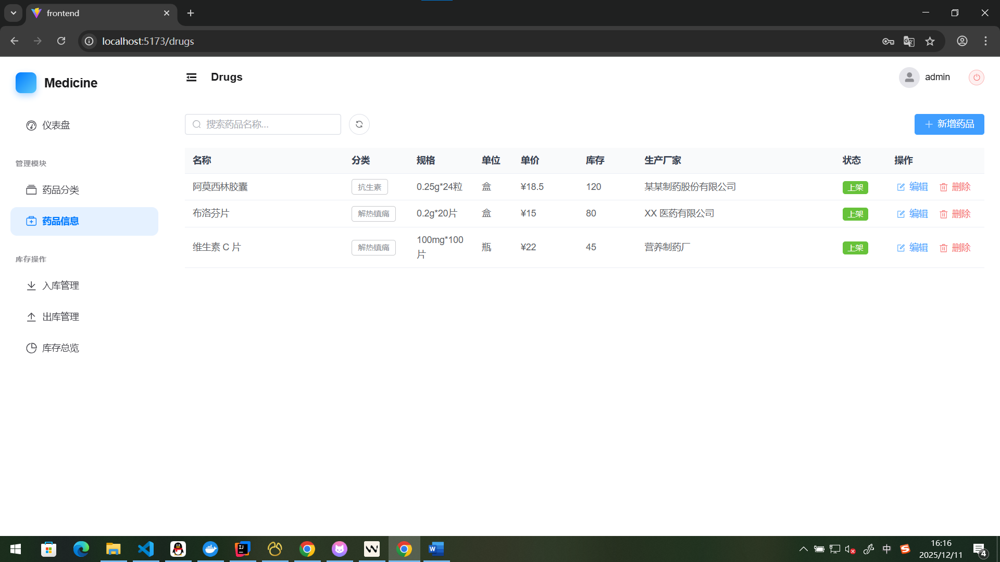 frontend
localhost:5173/drugs
Medicine
Drugs
admin
仪表盘
搜索药品名称...
新增药品
管理模块
药品分类
药品信息
库存操作
入库管理
出库管理
库存总览
名称 分类 规格 单位 单价 库存 生产厂家 状态 操作
阿莫西林胶囊 抗生素 0.25g*24粒 盒 ¥18.5 120 某某制药股份有限公司 上架 编辑 删除
布洛芬片 解热镇痛 0.2g*20片 盒 ¥15 80 XX 医药有限公司 上架 编辑 删除
维生素 C 片 解热镇痛 100mg*100
片 瓶 ¥22 45 营养制药厂 上架 编辑 删除
中
16:16
2025/12/11
4